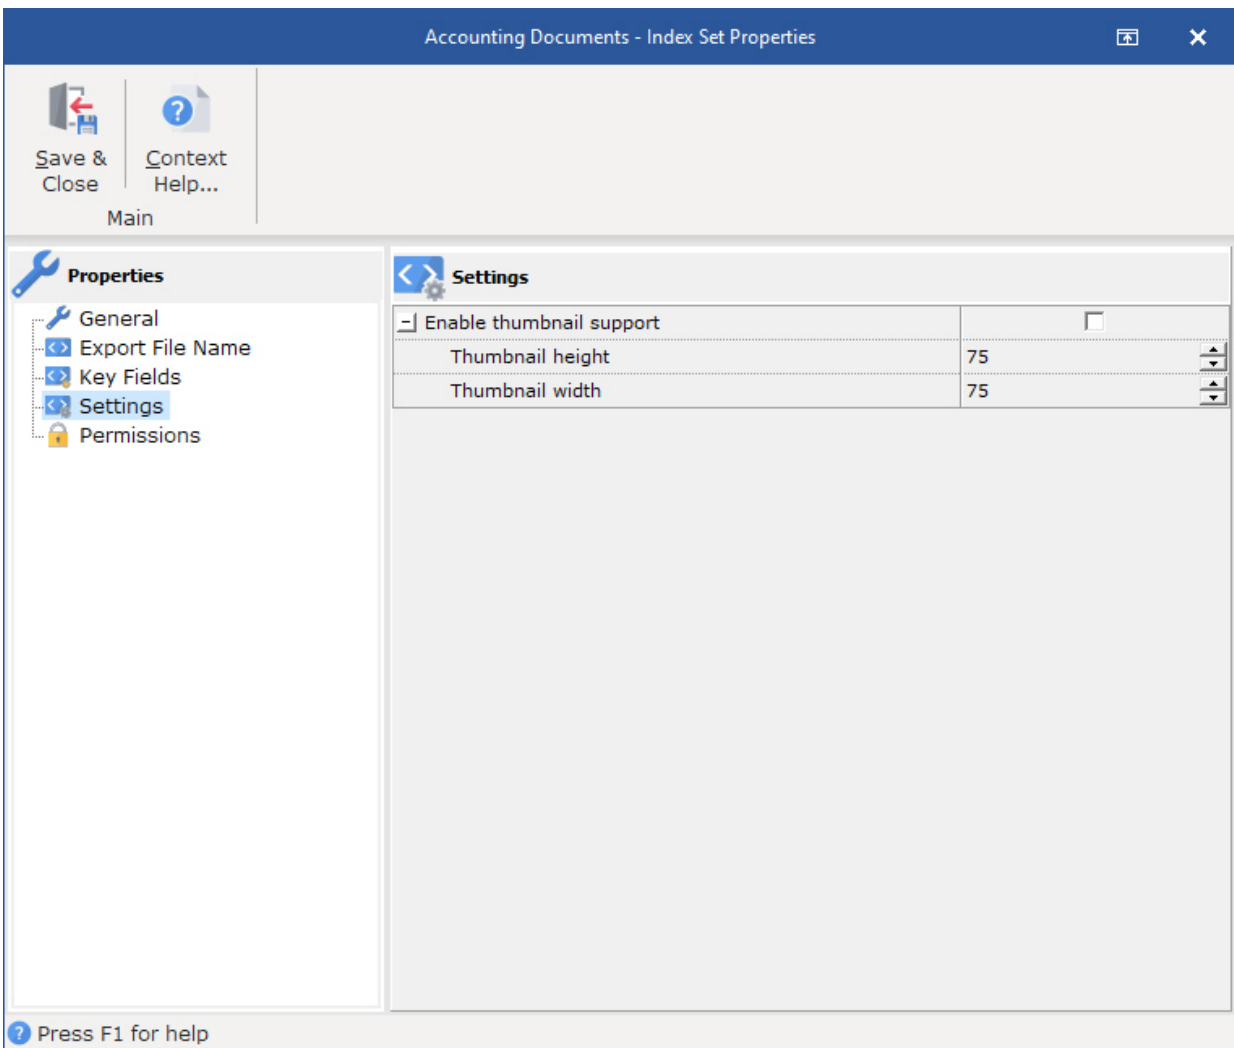 Accounting Documents - Index Set Properties
Save &
Close
Context
Help...
Main
Properties
General
Export File Name
Key Fields
Settings
Permissions
Settings
Enable thumbnail support
Thumbnail height 75
Thumbnail width 75
Press F1 for help